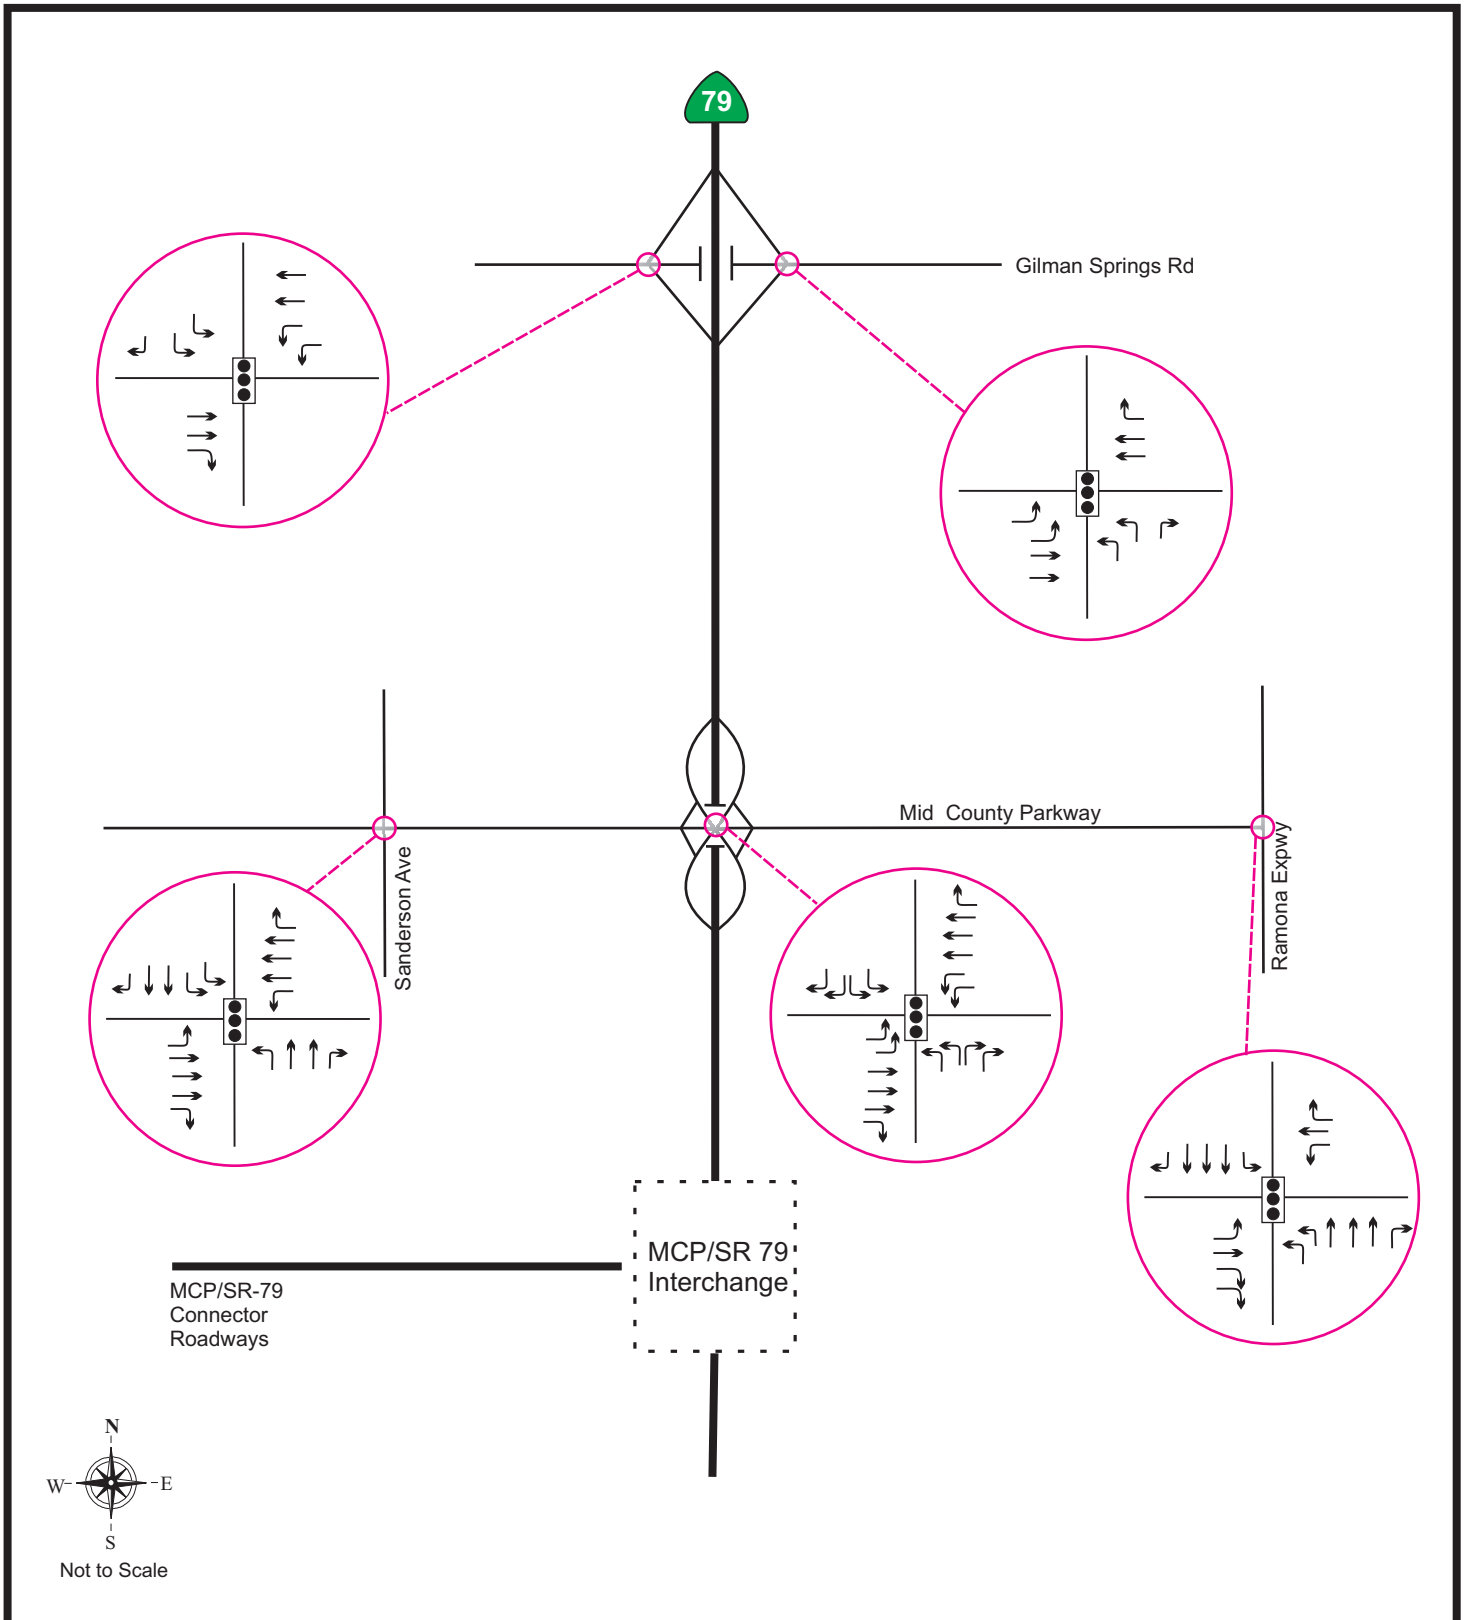 79
Gilman Springs Rd
Mid County Parkway
Sanderson Ave
Ramona Expwy
MCP/SR 79
Interchange
MCP/SR-79
Connector
Roadways
N
W
E
S
Not to Scale